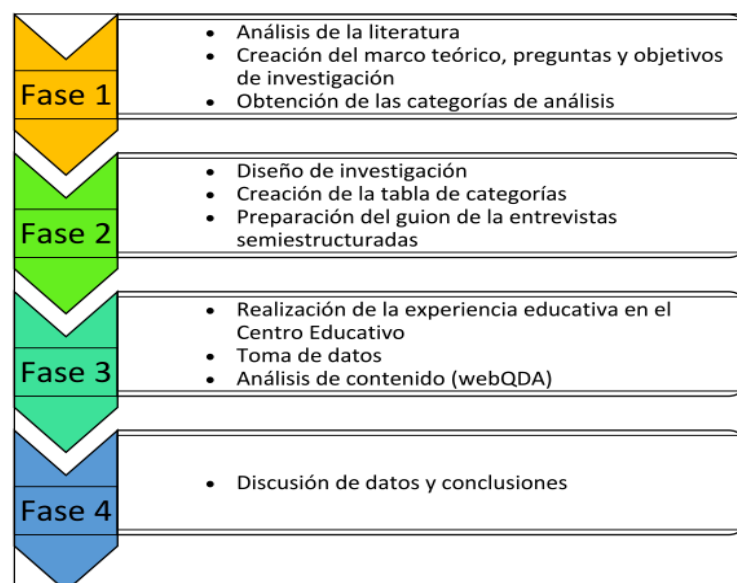 Fase 1
• Análisis de la literatura
• Creación del marco teórico, preguntas y objetivos
de investigación
• Obtención de las categorías de análisis
Fase 2
• Diseño de investigación
• Creación de la tabla de categorías
• Preparación del guion de la entrevistas
semiestructuradas
Fase 3
• Realización de la experiencia educativa en el
Centro Educativo
• Toma de datos
• Análisis de contenido (webQDA)
Fase 4
• Discusión de datos y conclusiones